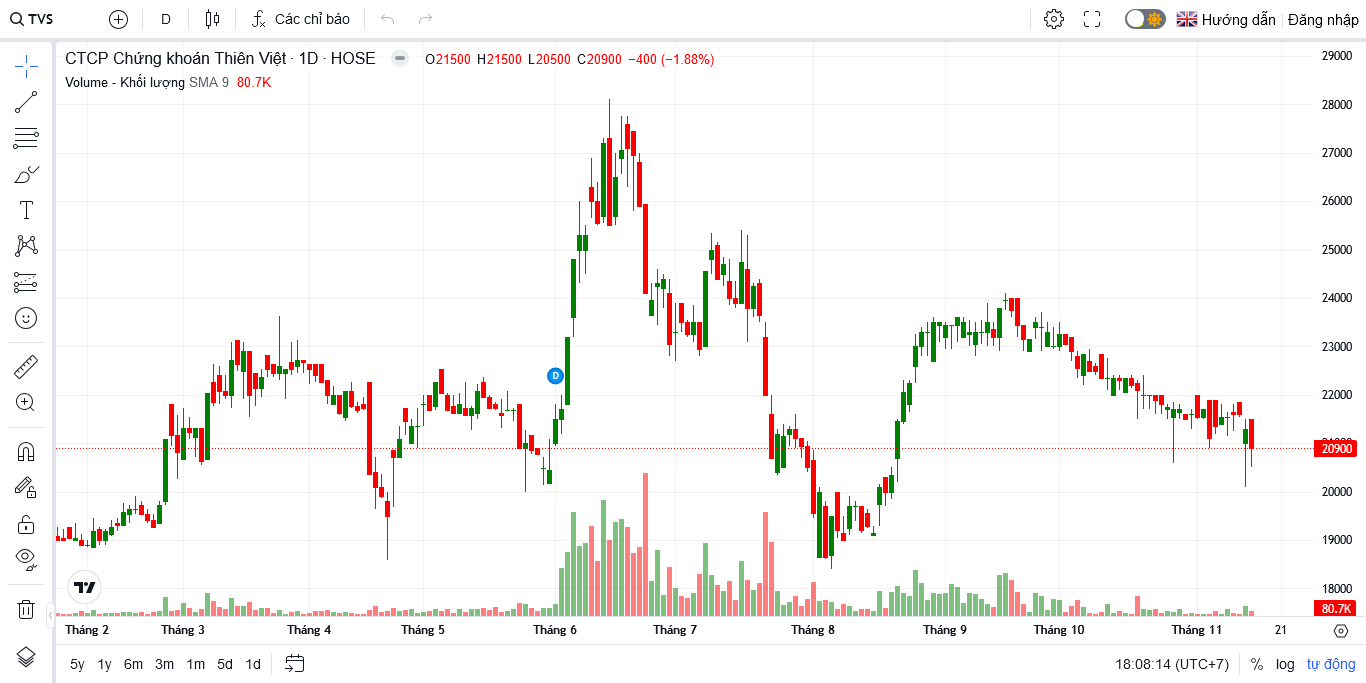 TVS D Các chỉ báo Hướng dẫn Đăng nhập
CTCP Chứng khoán Thiên Việt · 1D · HOSE O21500 H21500 L20500 C20900 −400 (−1.88%)
Volume - Khối lượng SMA 9 80.7K
29000
28000
27000
26000
25000
24000
23000
22000
20900
20000
19000
18000
80.7K
D
Tháng 2 Tháng 3 Tháng 4 Tháng 5 Tháng 6 Tháng 7 Tháng 8 Tháng 9 Tháng 10 Tháng 11 21
5y 1y 6m 3m 1m 5d 1d 18:08:14 (UTC+7) % log tự động